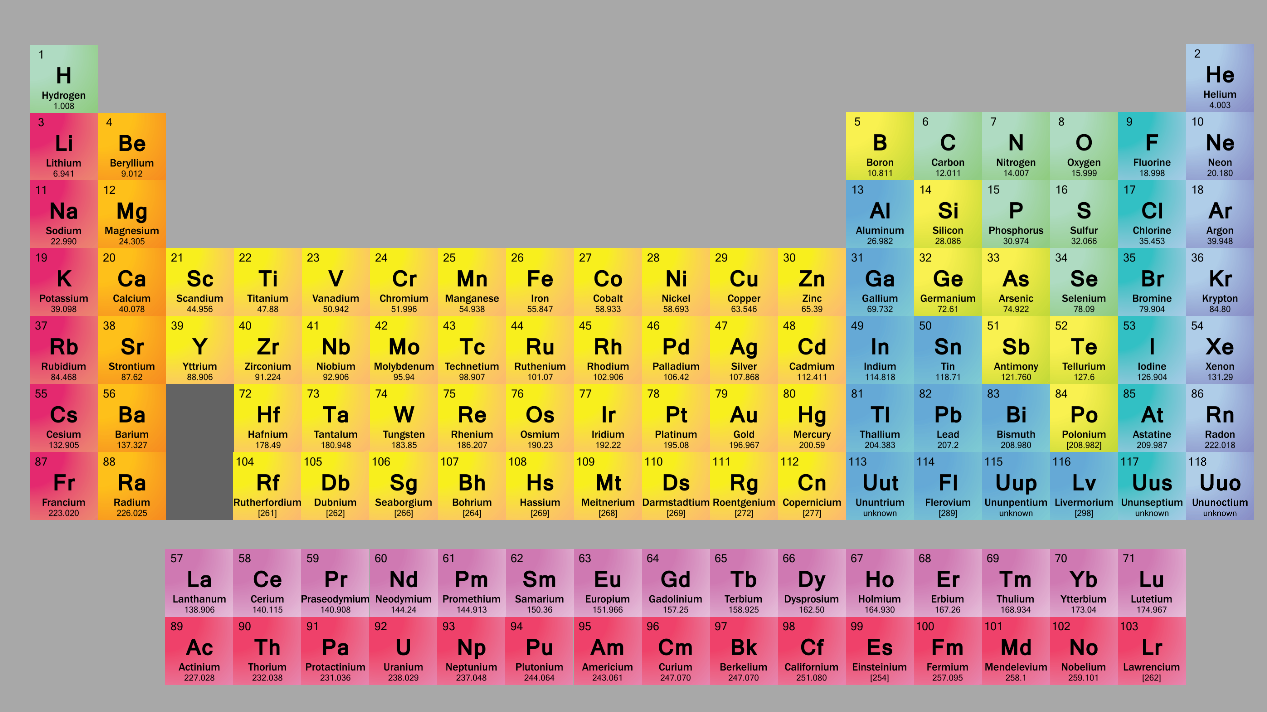 1 2
H He
Hydrogen Helium
1.008 4.003
3 4 5 6 7 8 9 10
Li Be B C N O F Ne
Lithium Beryllium Boron Carbon Nitrogen Oxygen Fluorine Neon
6.941 9.012 10.811 12.011 14.007 15.999 18.998 20.180
11 12 13 14 15 16 17 18
Na Mg Al Si P S Cl Ar
Sodium Magnesium Aluminum Silicon Phosphorus Sulfur Chlorine Argon
22.990 24.305 26.982 28.086 30.974 32.066 35.453 39.948
19 20 21 22 23 24 25 26 27 28 29 30 31 32 33 34 35 36
K Ca Sc Ti V Cr Mn Fe Co Ni Cu Zn Ga Ge As Se Br Kr
Potassium Calcium Scandium Titanium Vanadium Chromium Manganese Iron Cobalt Nickel Copper Zinc Gallium Germanium Arsenic Selenium Bromine Krypton
39.098 40.078 44.956 47.88 50.942 51.996 54.938 55.847 58.933 58.693 63.546 65.39 69.732 72.61 74.922 78.09 79.904 84.80
37 38 39 40 41 42 43 44 45 46 47 48 49 50 51 52 53 54
Rb Sr Y Zr Nb Mo Tc Ru Rh Pd Ag Cd In Sn Sb Te I Xe
Rubidium Strontium Yttrium Zirconium Niobium Molybdenum Technetium Ruthenium Rhodium Palladium Silver Cadmium Indium Tin Antimony Tellurium Iodine Xenon
84.468 87.62 88.906 91.224 92.906 95.94 98.907 101.07 102.906 106.42 107.868 112.411 114.818 118.71 121.760 127.6 126.904 131.29
55 56 72 73 74 75 76 77 78 79 80 81 82 83 84 85 86
Cs Ba Hf Ta W Re Os Ir Pt Au Hg Tl Pb Bi Po At Rn
Cesium Barium Hafnium Tantalum Tungsten Rhenium Osmium Iridium Platinum Gold Mercury Thallium Lead Bismuth Polonium Astatine Radon
132.905 137.327 178.49 180.948 183.85 186.207 190.23 192.22 195.08 196.967 200.59 204.383 207.2 208.980 [208.982] 209.987 222.018
87 88 104 105 106 107 108 109 110 111 112 113 114 115 116 117 118
Fr Ra Rf Db Sg Bh Hs Mt Ds Rg Cn Uut Fl Uup Lv Uus Uuo
Francium Radium Rutherfordium Dubnium Seaborgium Bohrium Hassium Meitnerium Darmstadtium Roentgenium Copernicium Ununtrium Flerovium Ununpentium Livermorium Ununseptium Ununoctium
223.020 226.025 [261] [262] [266] [264] [269] [268] [269] [272] [277] unknown [289] unknown [298] unknown unknown
57 58 59 60 61 62 63 64 65 66 67 68 69 70 71
La Ce Pr Nd Pm Sm Eu Gd Tb Dy Ho Er Tm Yb Lu
Lanthanum Cerium Praseodymium Neodymium Promethium Samarium Europium Gadolinium Terbium Dysprosium Holmium Erbium Thulium Ytterbium Lutetium
138.906 140.115 140.908 144.24 144.913 150.36 151.966 157.25 158.925 162.50 164.930 167.26 168.934 173.04 174.967
89 90 91 92 93 94 95 96 97 98 99 100 101 102 103
Ac Th Pa U Np Pu Am Cm Bk Cf Es Fm Md No Lr
Actinium Thorium Protactinium Uranium Neptunium Plutonium Americium Curium Berkelium Californium Einsteinium Fermium Mendelevium Nobelium Lawrencium
227.028 232.038 231.036 238.029 237.048 244.064 243.061 247.070 247.070 251.080 [254] 257.095 258.1 259.101 [262]